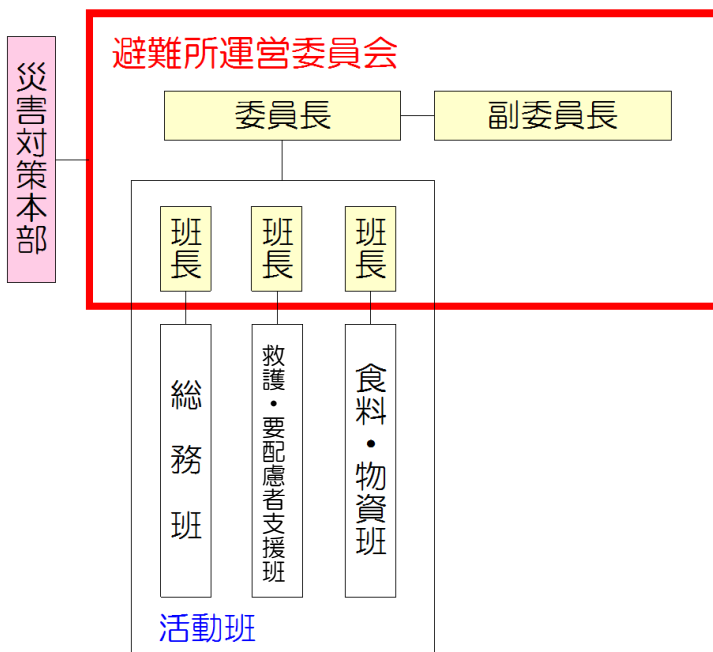 避難所運営委員会
災害対策本部
委員長
副委員長
班長
班長
班長
総務班
救護・要配慮者支援班
食料・物資班
活動班